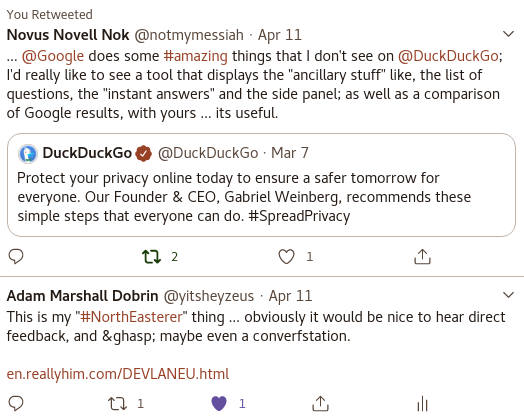 You Retweeted
Novus Novell Nok @notmymessiah · Apr 11
... @Google does some #amazing things that I don't see on @DuckDuckGo;
I'd really like to see a tool that displays the "ancillary stuff" like, the list of
questions, the "instant answers" and the side panel; as well as a comparison
of Google results, with yours ... its useful.
DuckDuckGo @DuckDuckGo · Mar 7
Protect your privacy online today to ensure a safer tomorrow for
everyone. Our Founder & CEO, Gabriel Weinberg, recommends these
simple steps that everyone can do. #SpreadPrivacy
2 1
Adam Marshall Dobrin @yitsheyzeus · Apr 11
This is my "#NorthEasterer" thing ... obviously it would be nice to hear direct
feedback, and &ghasp; maybe even a converfstation.
en.reallyhim.com/DEVLANEU.html
1 1